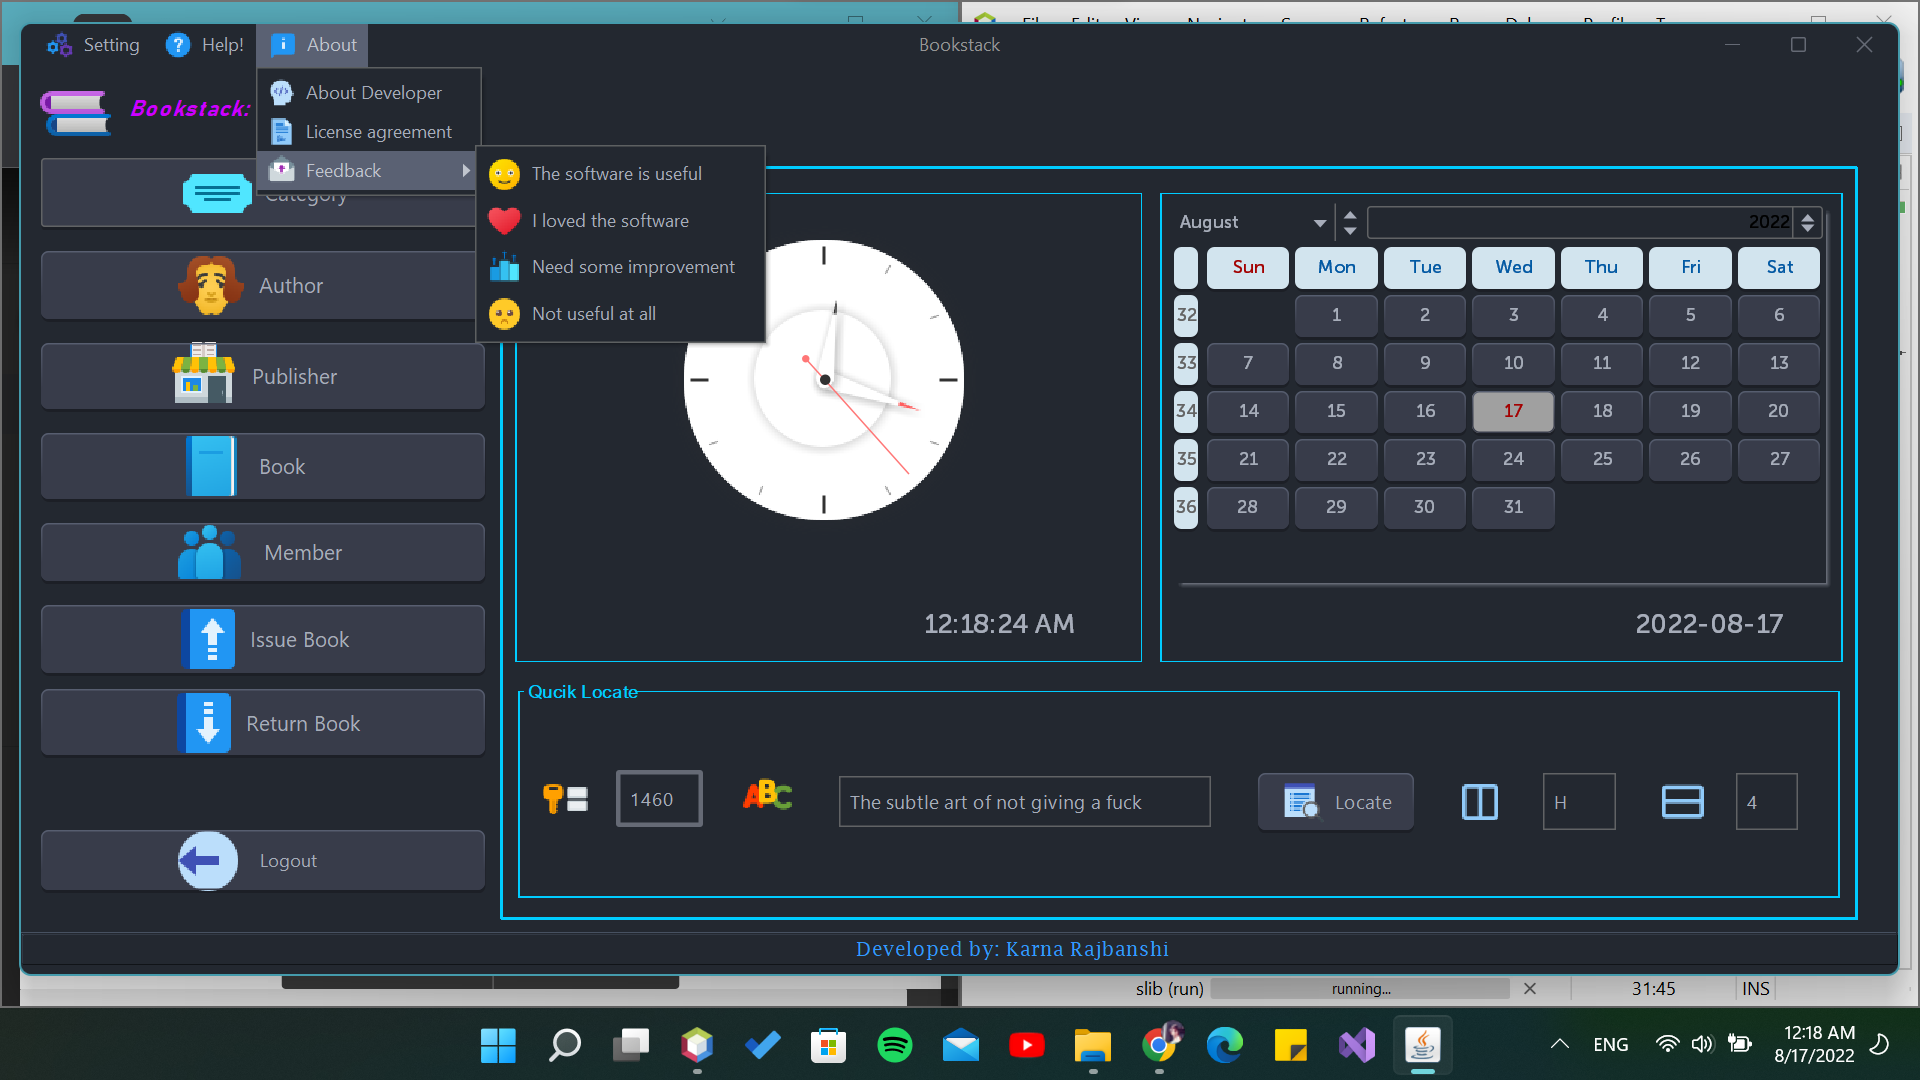 Setting
Help!
About
Bookstack
About Developer
License agreement
Feedback
The software is useful
I loved the software
Need some improvement
Not useful at all
Bookstack:
Category
Author
Publisher
Book
Member
Issue Book
Return Book
Logout
12:18:24 AM
August
2022
Sun Mon Tue Wed Thu Fri Sat
32 1 2 3 4 5 6
33 7 8 9 10 11 12 13
34 14 15 16 17 18 19 20
35 21 22 23 24 25 26 27
36 28 29 30 31
2022-08-17
Qucik Locate
1460
ABC
The subtle art of not giving a fuck
Locate
H
4
Developed by: Karna Rajbanshi
slib (run)
running...
31:45
INS
ENG
12:18 AM
8/17/2022